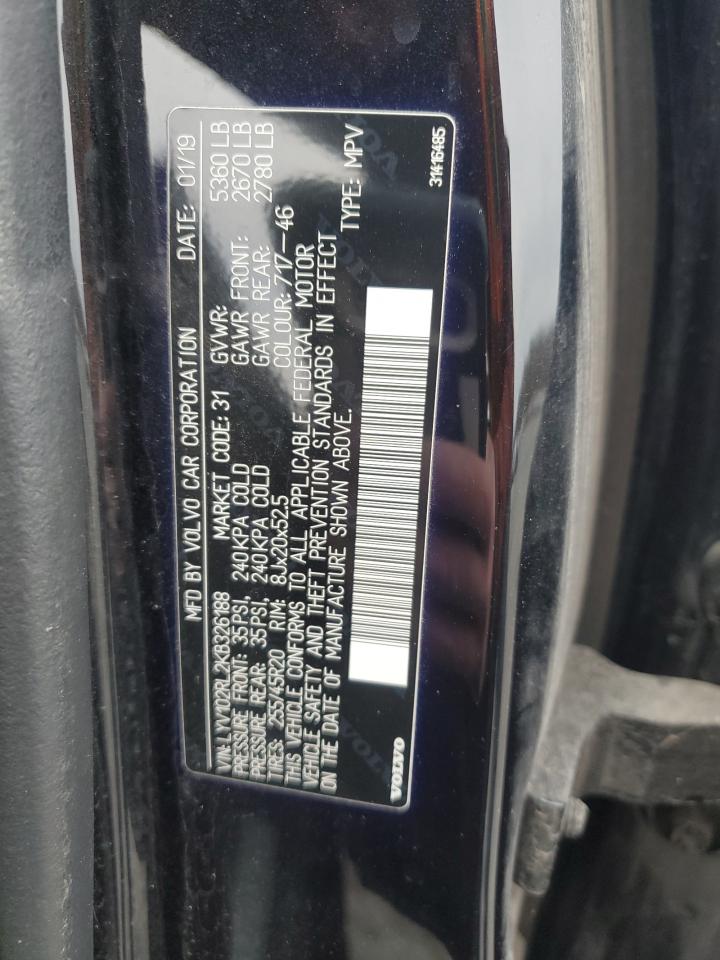 MFD BY VOLVO CAR CORPORATION DATE: 01/19
VIN: YV4102RL2KB326188 MARKET CODE: 31 GVWR: 5360 LB
PRESSURE FRONT: 35PSI, 240KPA COLD GAWR FRONT: 2670 LB
PRESSURE REAR: 35PSI, 240KPA COLD GAWR REAR: 2780 LB
TIRES: 255/45R20 RIM: 8Jx20x52.5 COLOUR: 717-46
THIS VEHICLE CONFORMS TO ALL APPLICABLE FEDERAL MOTOR
VEHICLE SAFETY AND THEFT PREVENTION STANDARDS IN EFFECT
ON THE DATE OF MANUFACTURE SHOWN ABOVE. TYPE: MPV
VOLVO 31416485